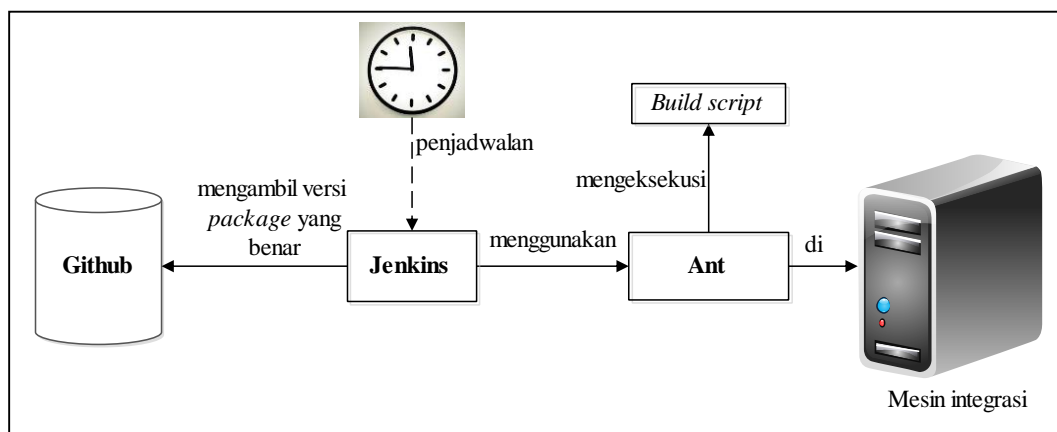 Build script
penjadwalan
mengeksekusi
mengambil versi
package yang
benar
menggunakan
di
Github
Jenkins
Ant
Mesin integrasi